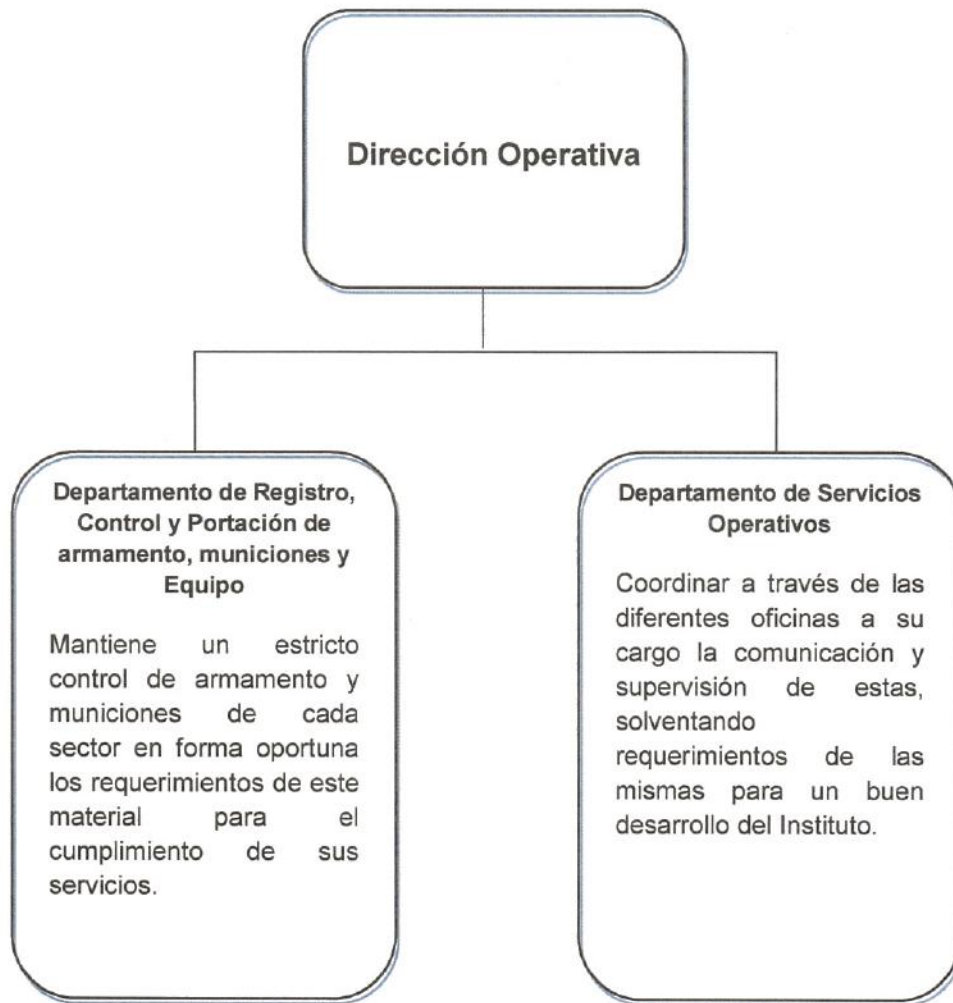 Dirección Operativa
Departamento de Registro,
Control y Portación de
armamento, municiones y
Equipo
Mantiene un estricto
control de armamento y
municiones de cada
sector en forma oportuna
los requerimientos de este
material para el
cumplimiento de sus
servicios.
Departamento de Servicios
Operativos
Coordinar a través de las
diferentes oficinas a su
cargo la comunicación y
supervisión de estas,
solventando
requerimientos de las
mismas para un buen
desarrollo del Instituto.